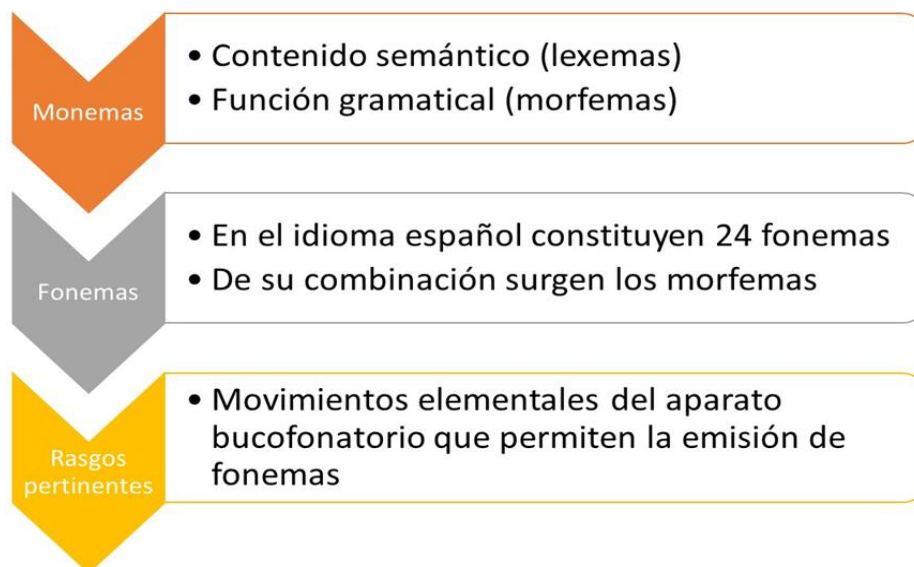 Monemas
• Contenido semántico (lexemas)
• Función gramatical (morfemas)
Fonemas
• En el idioma español constituyen 24 fonemas
• De su combinación surgen los morfemas
Rasgos
pertinentes
• Movimientos elementales del aparato
bucofonatorio que permiten la emisión de
fonemas